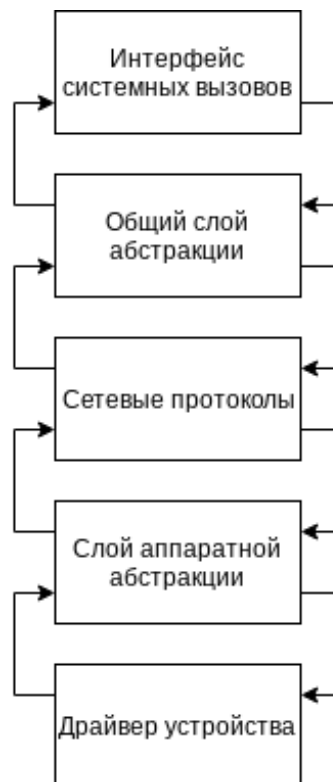 Интерфейс
системных вызовов
Общий слой
абстракции
Сетевые протоколы
Слой аппаратной
абстракции
Драйвер устройства